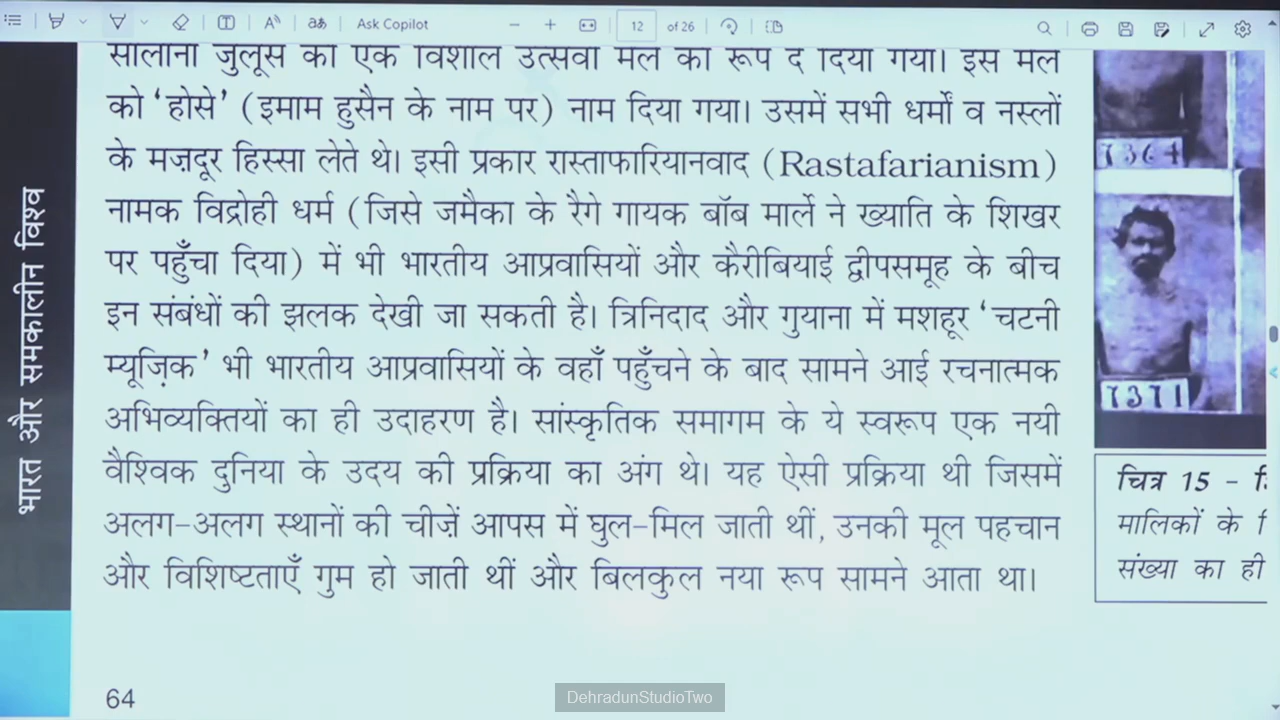 Ask Copilot
12 of 26
सालाना जुलूस को एक विशाल उत्सवी मेले का रूप दे दिया गया। इस मेले
को ‘होसे’ (इमाम हुसैन के नाम पर) नाम दिया गया। उसमें सभी धर्मों व नस्लों
के मज़दूर हिस्सा लेते थे। इसी प्रकार रास्ताफारियानवाद (Rastafarianism)
नामक विद्रोही धर्म (जिसे जमैका के रैगे गायक बॉब मार्ले ने ख्याति के शिखर
पर पहुँचा दिया) में भी भारतीय आप्रवासियों और कैरीबियाई द्वीपसमूह के बीच
इन संबंधों की झलक देखी जा सकती है। त्रिनिदाद और गुयाना में मशहूर ‘चटनी
म्यूज़िक’ भी भारतीय आप्रवासियों के वहाँ पहुँचने के बाद सामने आई रचनात्मक
अभिव्यक्तियों का ही उदाहरण है। सांस्कृतिक समागम के ये स्वरूप एक नयी
वैश्विक दुनिया के उदय की प्रक्रिया का अंग थे। यह ऐसी प्रक्रिया थी जिसमें
अलग-अलग स्थानों की चीज़ें आपस में घुल-मिल जाती थीं, उनकी मूल पहचान
और विशिष्टताएँ गुम हो जाती थीं और बिलकुल नया रूप सामने आता था।
64
भारत और समकालीन विश्व
7364
7371
चित्र 15 -
मालिकों के
संख्या का ही
DehradunStudioTwo